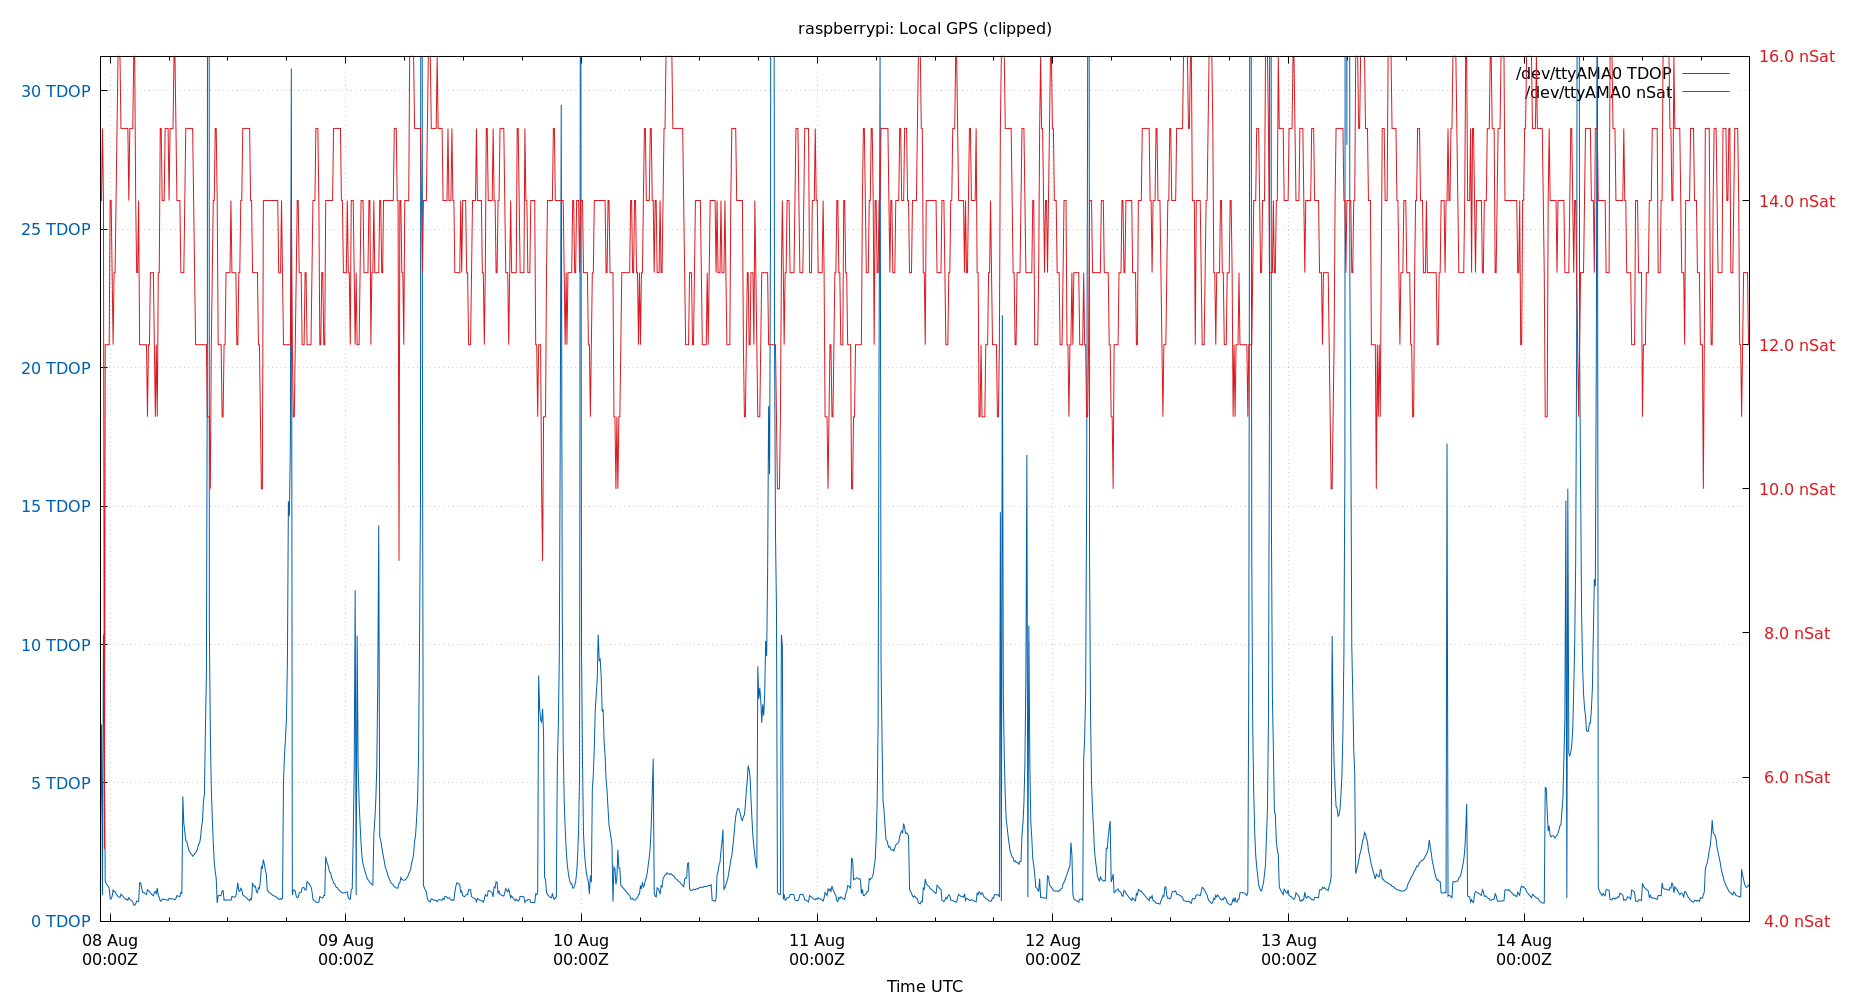 raspberrypi: Local GPS (clipped)
/dev/ttyAMA0 TDOP
/dev/ttyAMA0 nSat
30 TDOP
25 TDOP
20 TDOP
15 TDOP
10 TDOP
5 TDOP
0 TDOP
16.0 nSat
14.0 nSat
12.0 nSat
10.0 nSat
8.0 nSat
6.0 nSat
4.0 nSat
08 Aug
00:00Z
09 Aug
00:00Z
10 Aug
00:00Z
11 Aug
00:00Z
12 Aug
00:00Z
13 Aug
00:00Z
14 Aug
00:00Z
Time UTC